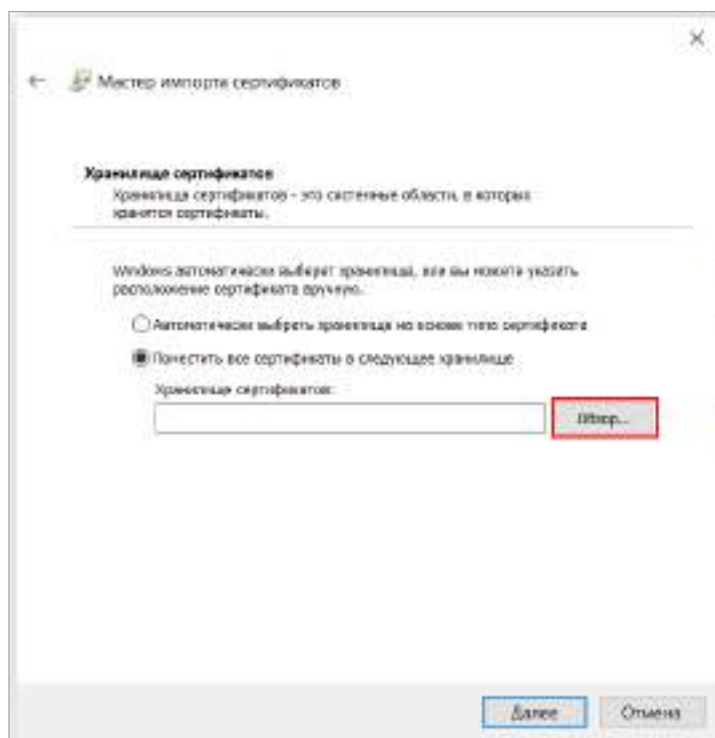 Мастер импорта сертификатов
Хранилище сертификатов
Хранилища сертификатов - это системные области, в которых
хранятся сертификаты.
Windows автоматически выберет хранилище, или вы можете указать
расположение сертификата вручную.
Автоматически выбрать хранилище на основе типа сертификата
Поместить все сертификаты в следующее хранилище
Хранилище сертификатов:
Обзор...
Далее
Отмена